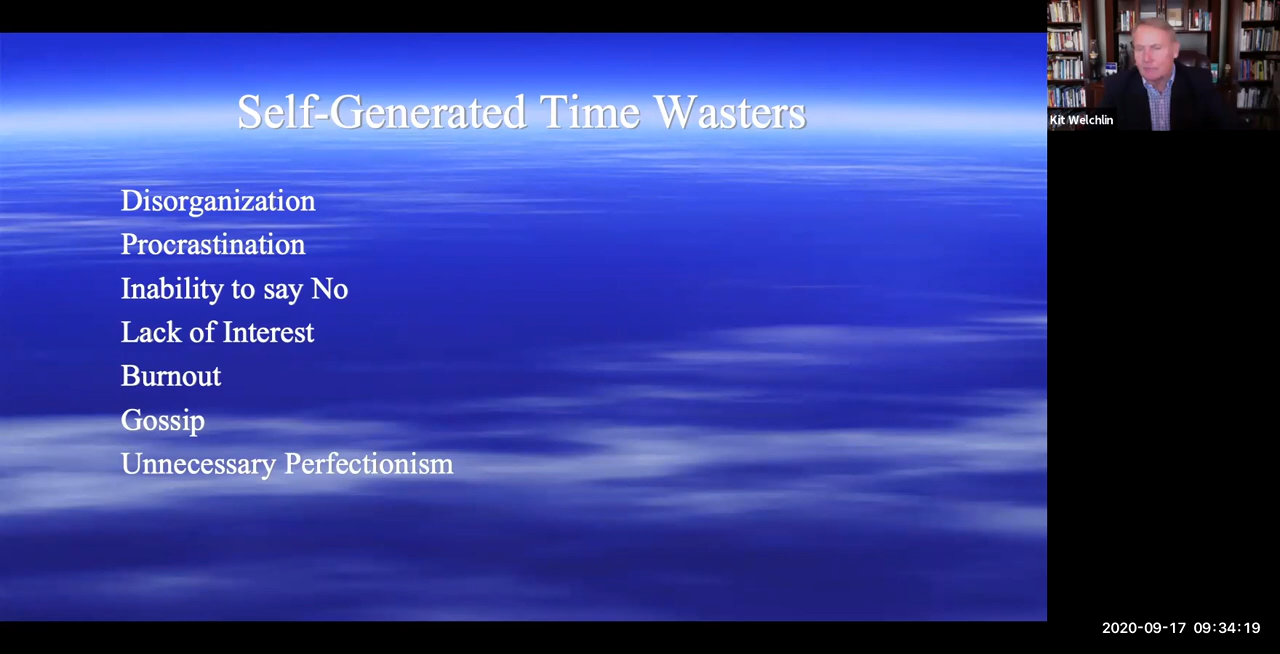 Self-Generated Time Wasters
Disorganization
Procrastination
Inability to say No
Lack of Interest
Burnout
Gossip
Unnecessary Perfectionism
Kit Welchlin
2020-09-17 09:34:19